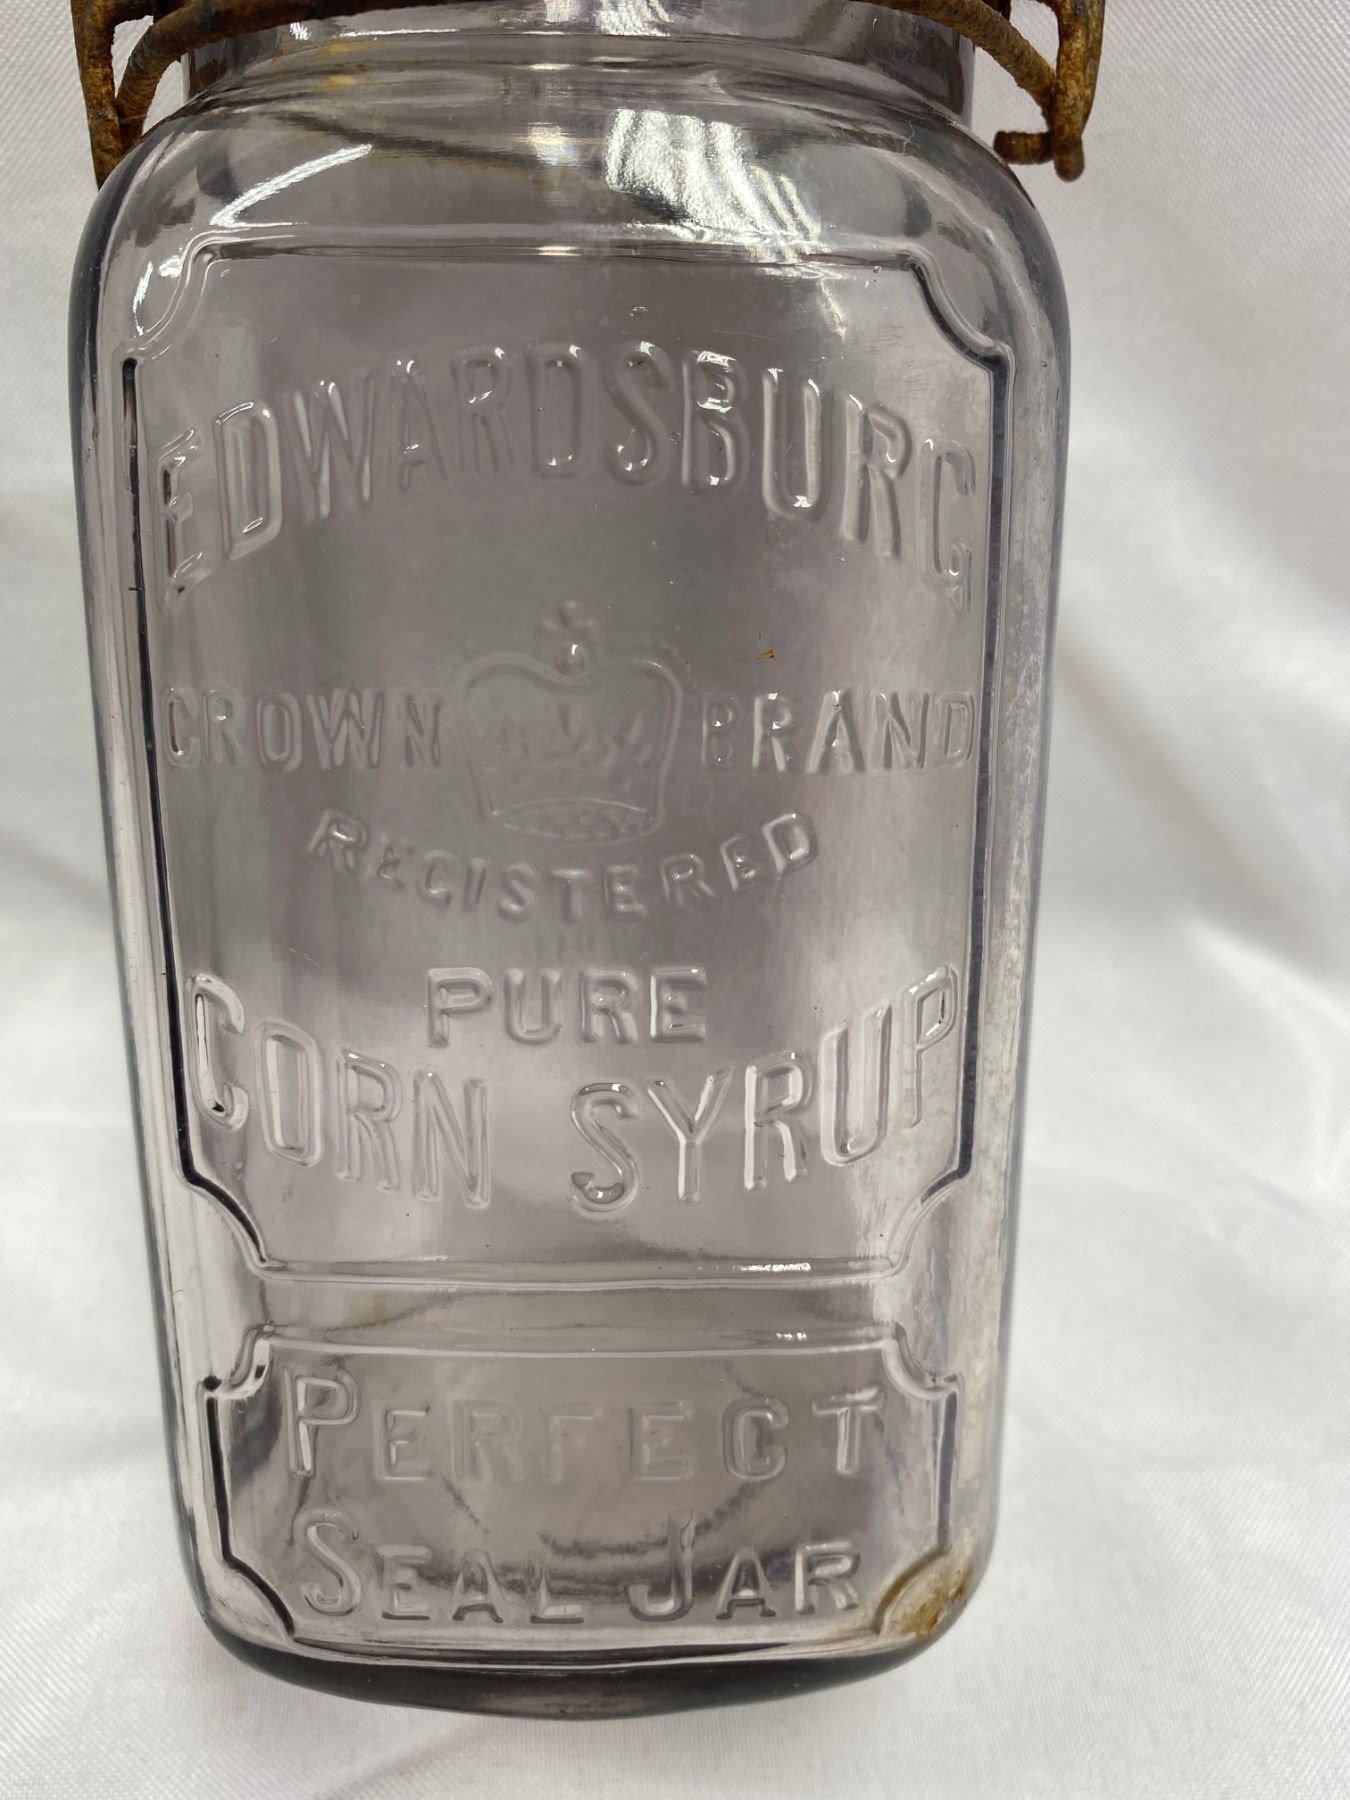 EDWARDSBURG
CROWN BRAND
REGISTERED
PURE
CORN SYRUP
PERFECT
SEAL JAR